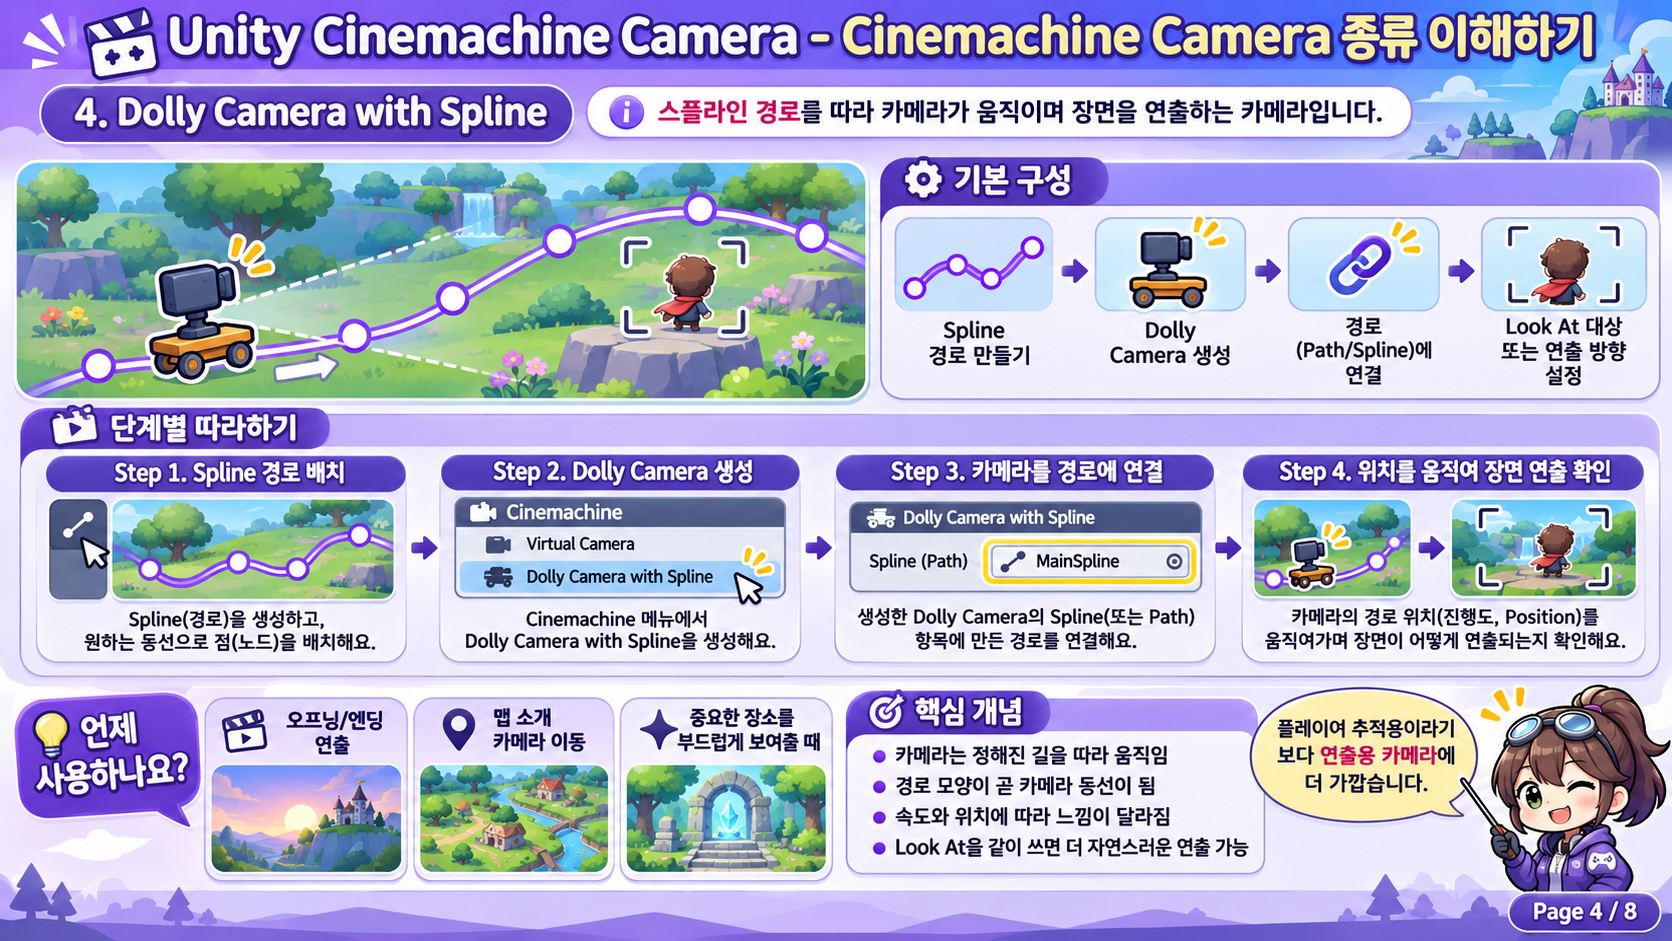 Unity Cinemachine Camera - Cinemachine Camera 종류 이해하기
4. Dolly Camera with Spline
스플라인 경로를 따라 카메라가 움직이며 장면을 연출하는 카메라입니다.
기본 구성
Spline
경로 만들기
Dolly
Camera 생성
경로
(Path/Spline)에
연결
Look At 대상
또는 연출 방향
설정
단계별 따라하기
Step 1. Spline 경로 배치
Spline(경로)을 생성하고,
원하는 동선으로 점(노드)을 배치해요.
Step 2. Dolly Camera 생성
Cinemachine
Virtual Camera
Dolly Camera with Spline
Cinemachine 메뉴에서
Dolly Camera with Spline을 생성해요.
Step 3. 카메라를 경로에 연결
Dolly Camera with Spline
Spline (Path)
MainSpline
생성한 Dolly Camera의 Spline(또는 Path)
항목에 만든 경로를 연결해요.
Step 4. 위치를 움적여 장면 연출 확인
카메라의 경로 위치(진행도, Position)를
움직여가며 장면이 어떻게 연출되는지 확인해요.
언제
사용하나요?
오프닝/엔딩
연출
맵 소개
카메라 이동
중요한 장소를
부드럽게 보여줄 때
핵심 개념
카메라는 정해진 길을 따라 움직임
경로 모양이 곧 카메라 동선이 됨
속도와 위치에 따라 느낌이 달라짐
Look At을 같이 쓰면 더 자연스러운 연출 가능
플레이여 추적용이라기
보다 연출용 카메라에
더 가깝습니다.
Page 4 / 8